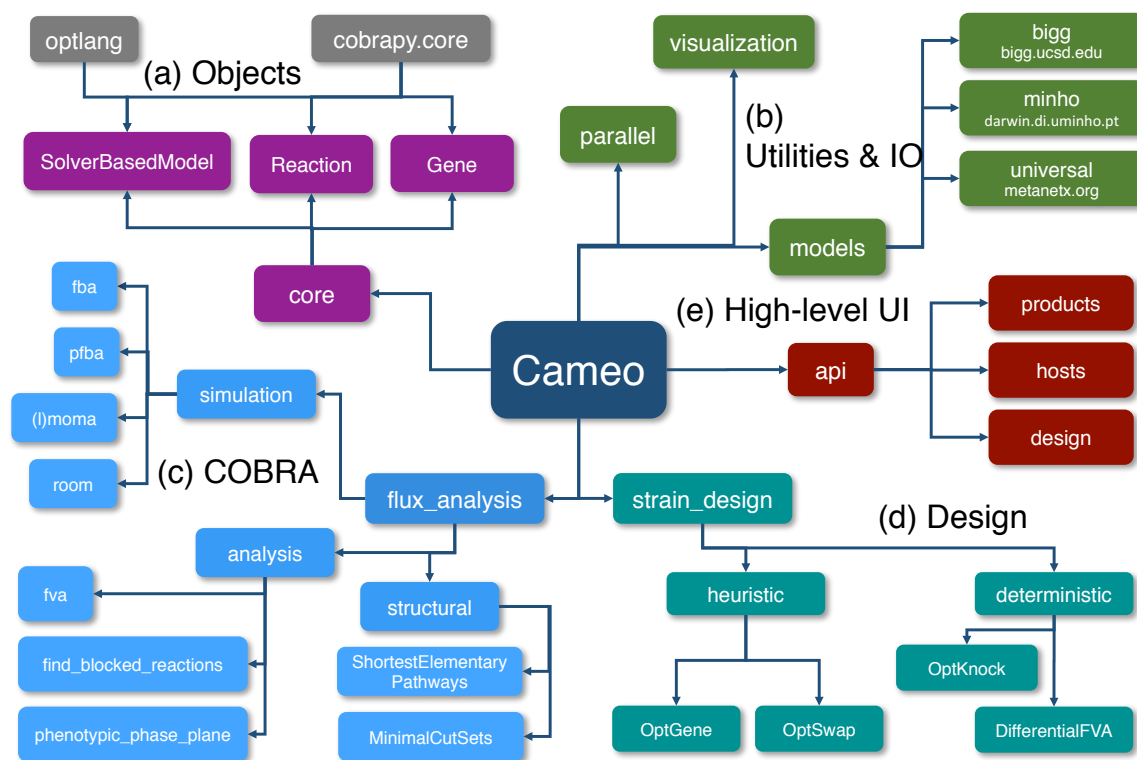 optlang
cobrapy.core
(a) Objects
SolverBasedModel
Reaction
Gene
core
visualization
parallel
(b)
Utilities & IO
models
bigg
bigg.ucsd.edu
minho
darwin.di.uminho.pt
universal
metanetx.org
Cameo
(e) High-level UI
api
products
hosts
design
fba
pfba
(l)moma
room
simulation
(c) COBRA
flux_analysis
analysis
fva
find_blocked_reactions
phenotypic_phase_plane
structural
ShortestElementary
Pathways
MinimalCutSets
strain_design
(d) Design
heuristic
deterministic
OptGene
OptSwap
OptKnock
DifferentialFVA